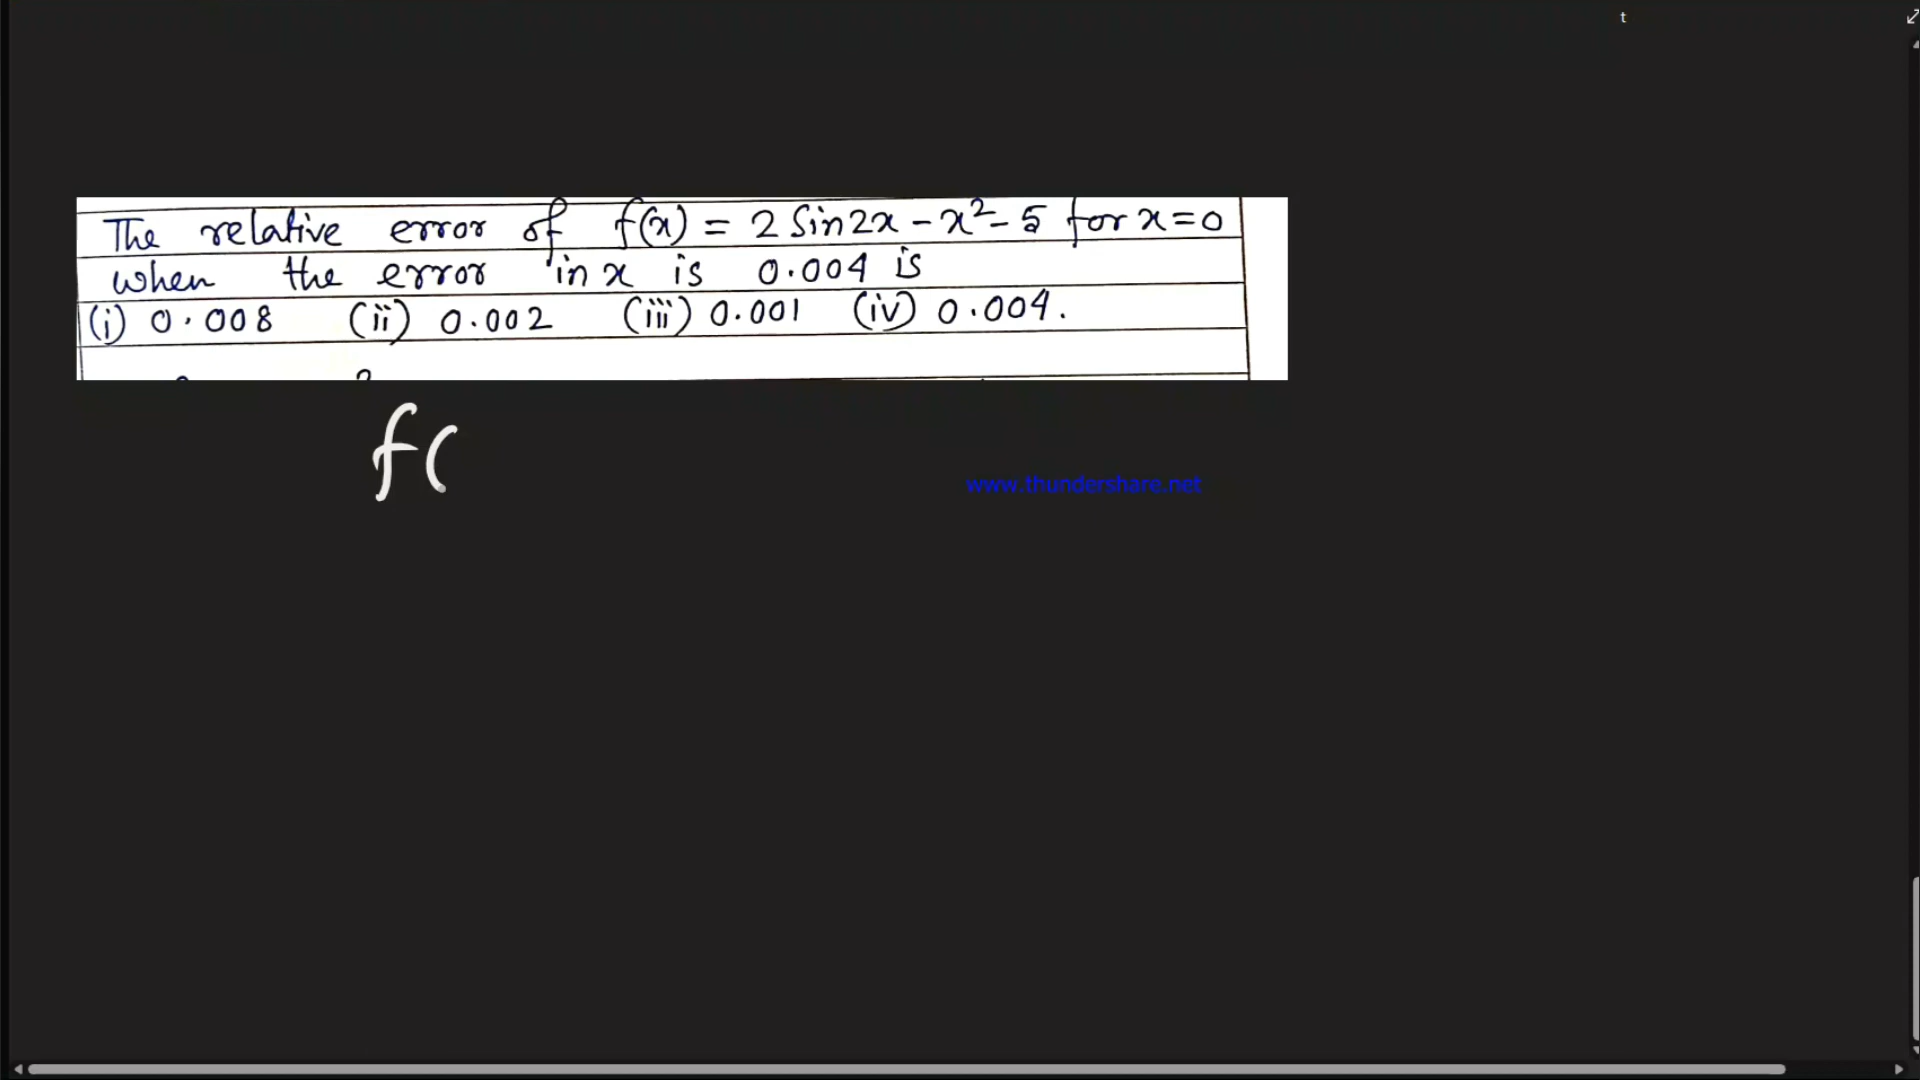 t
The relative error of f(x) = 2 Sin2x - x² - 5 for x = 0
when the error in x is 0.004 is
(i) 0.008 (ii) 0.002 (iii) 0.001 (iv) 0.004.
f(
www.thundershare.net